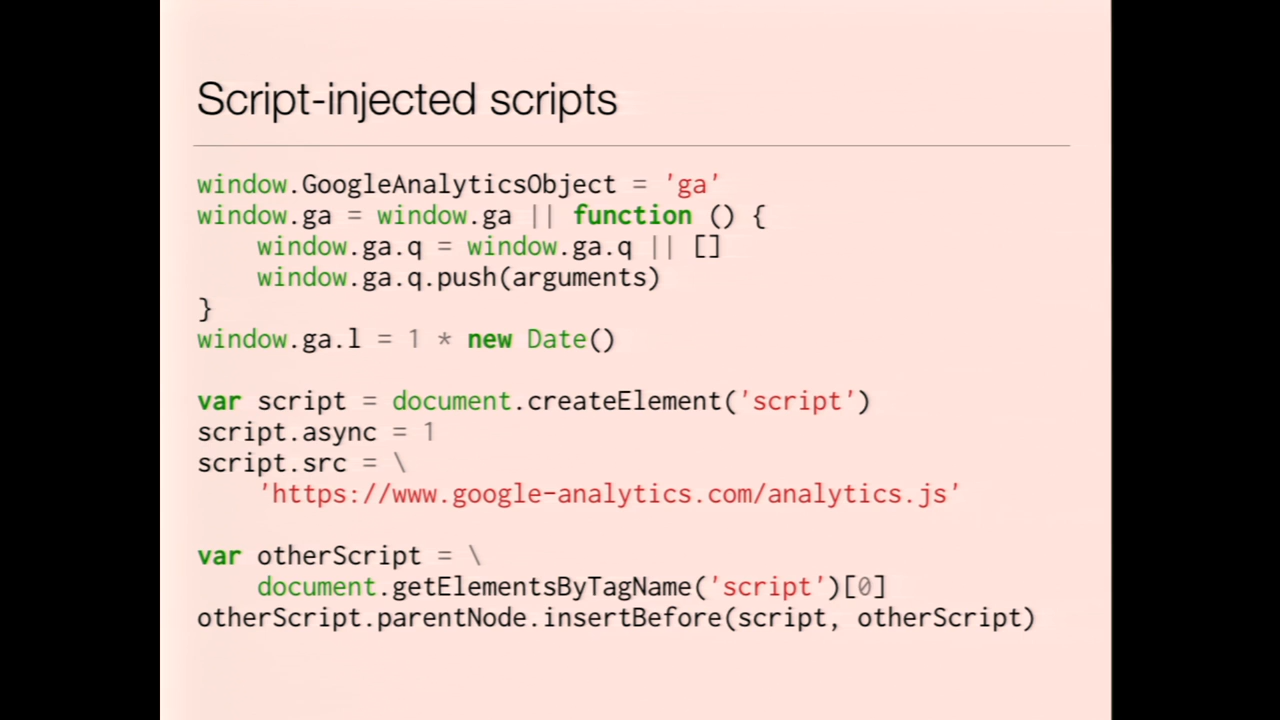 Script-injected scripts
window.GoogleAnalyticsObject = 'ga'
window.ga = window.ga || function () {
    window.ga.q = window.ga.q || []
    window.ga.q.push(arguments)
}
window.ga.l = 1 * new Date()
var script = document.createElement('script')
script.async = 1
script.src = \
    'https://www.google-analytics.com/analytics.js'
var otherScript = \
    document.getElementsByTagName('script')[0]
otherScript.parentNode.insertBefore(script, otherScript)